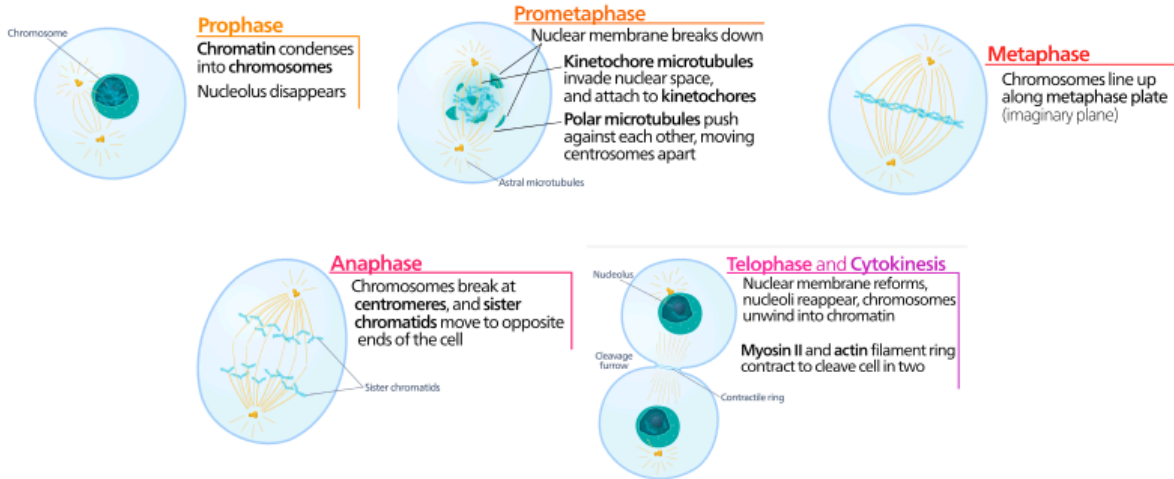 Prophase
Chromosome
Chromatin condenses
into chromosomes
Nucleolus disappears
Prometaphase
Nuclear membrane breaks down
Kinetochore microtubules
invade nuclear space,
and attach to kinetochores
Polar microtubules push
against each other, moving
centrosomes apart
Astral microtubules
Metaphase
Chromosomes line up
along metaphase plate
(imaginary plane)
Anaphase
Chromosomes break at
centromeres, and sister
chromatids move to opposite
ends of the cell
Sister chromatids
Telophase and Cytokinesis
Nucleolus
Nuclear membrane reforms,
nucleoli reappear, chromosomes
unwind into chromatin
Myosin II and actin filament ring
contract to cleave cell in two
Cleavage
furrow
Contractile ring